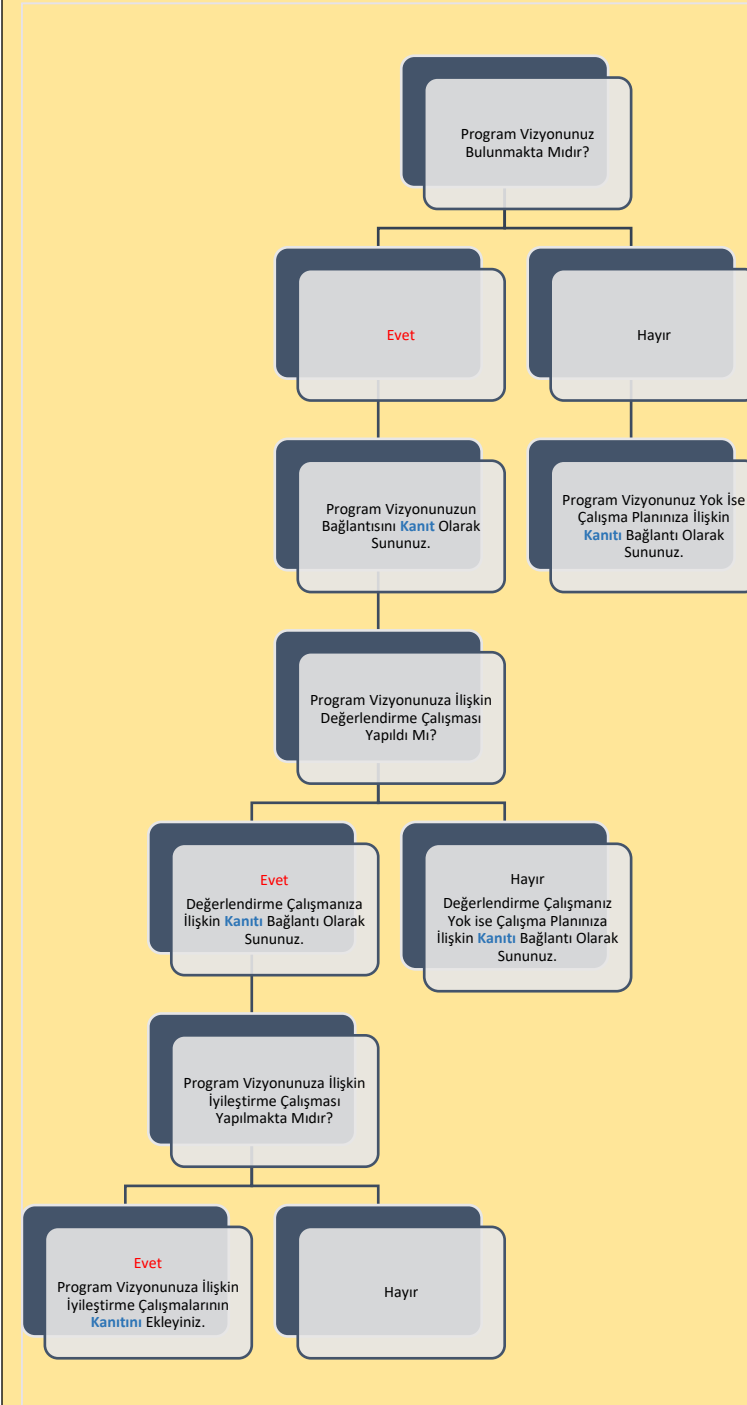 Program Vizyonunuz
Bulunmakta Mıdır?
Evet
Hayır
Program Vizyonunuzun
Bağlantısını Kanıt Olarak
Sununuz.
Program Vizyonunuz Yok İse
Çalışma Planınıza İlişkin
Kanıtı Bağlantı Olarak
Sununuz.
Program Vizyonunuza İlişkin
Değerlendirme Çalışması
Yapıldı Mı?
Evet
Değerlendirme Çalışmanıza
İlişkin Kanıtı Bağlantı Olarak
Sununuz.
Hayır
Değerlendirme Çalışmanız
Yok ise Çalışma Planınıza
İlişkin Kanıtı Bağlantı Olarak
Sununuz.
Program Vizyonunuza İlişkin
İyileştirme Çalışması
Yapılmakta Mıdır?
Evet
Program Vizyonunuza İlişkin
İyileştirme Çalışmalarının
Kanıtını Ekleyiniz.
Hayır